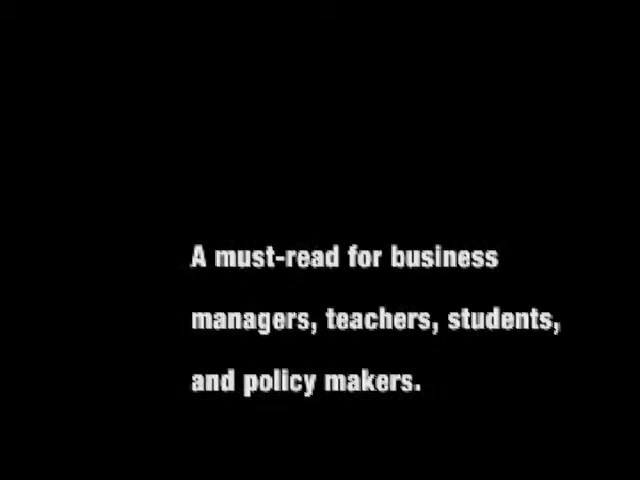 A must-read for business
managers, teachers, students,
and policy makers.